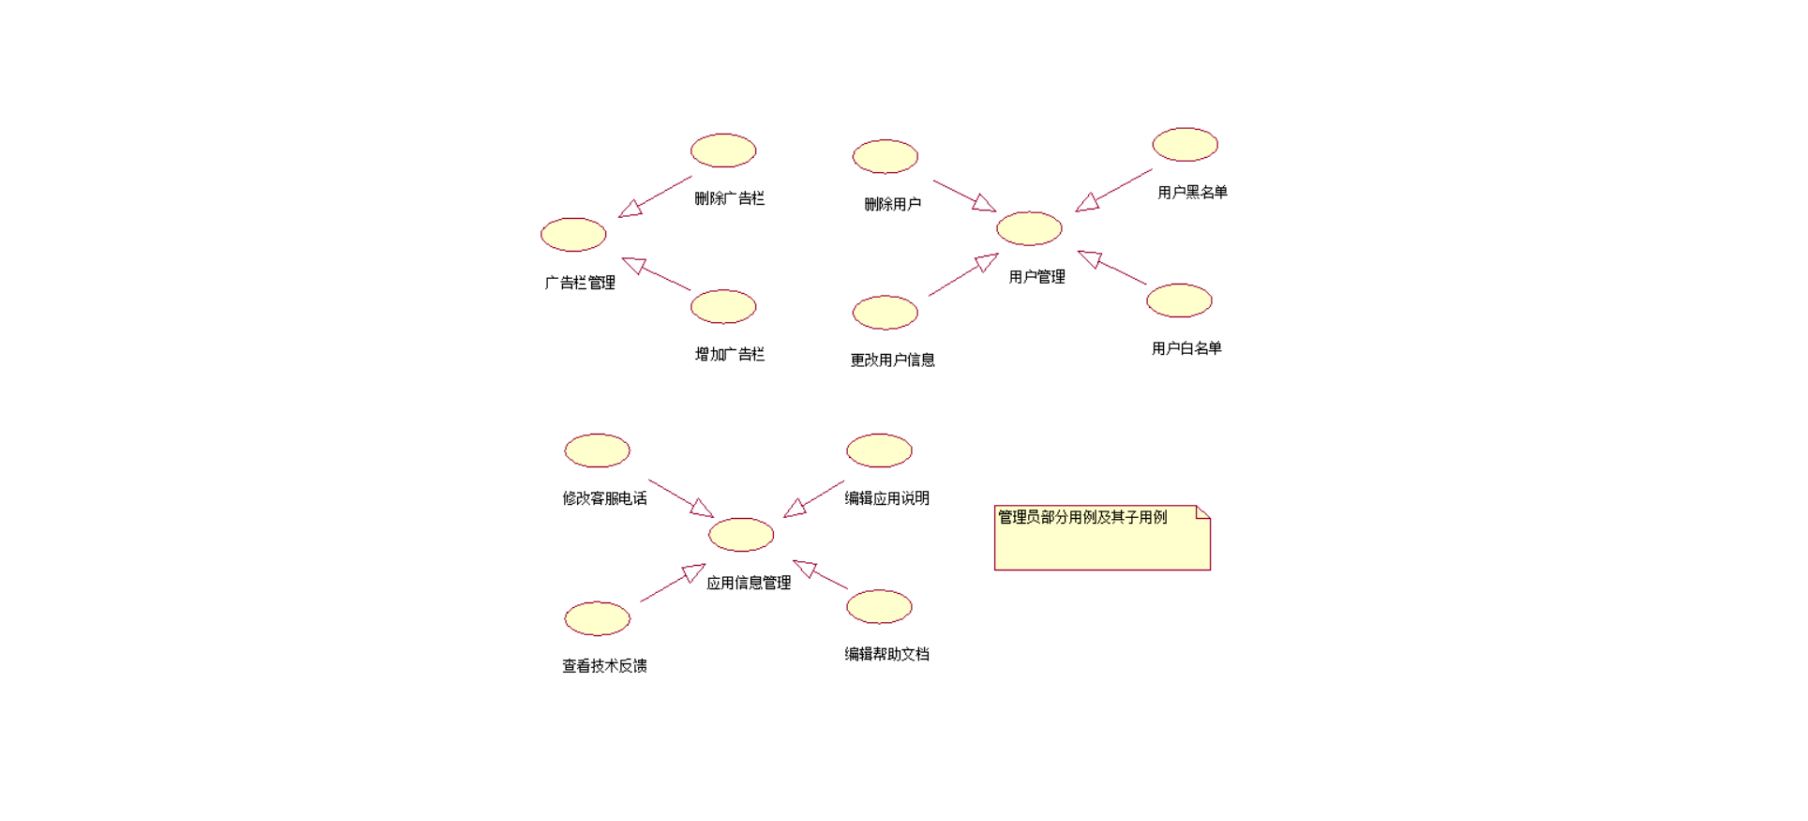 删除广告栏
广告栏管理
增加广告栏
删除用户
用户黑名单
用户管理
更改用户信息
用户白名单
修改客服电话
编辑应用说明
应用信息管理
查看技术反馈
编辑帮助文档
管理员部分用例及其子用例